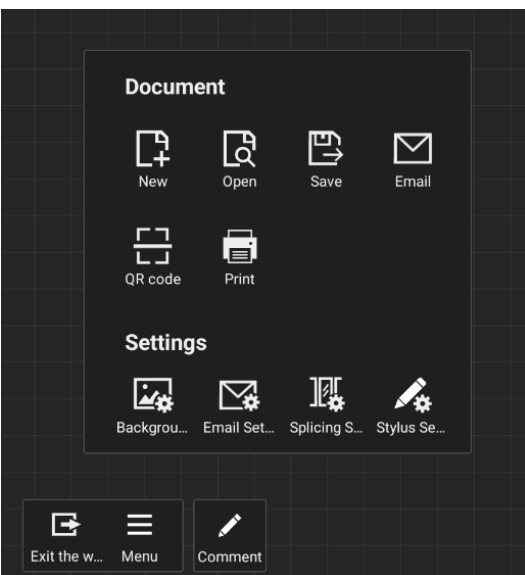 Document
New Open Save Email
QR code Print
Settings
Backgrou... Email Set... Splicing S... Stylus Se...
Exit the w... Menu Comment